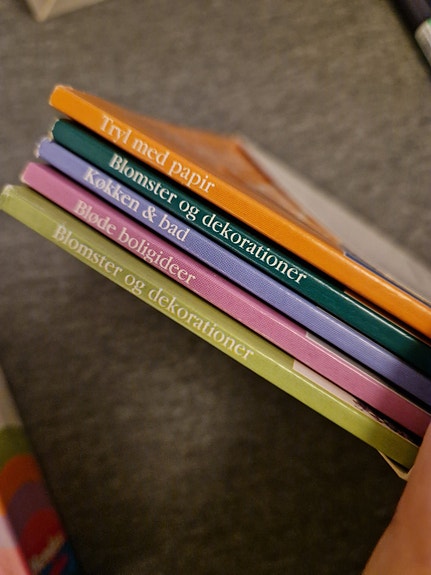 Tryl med papir
Blomster og dekorationer
Køkken & bad
Bløde boligideer
Blomster og dekorationer